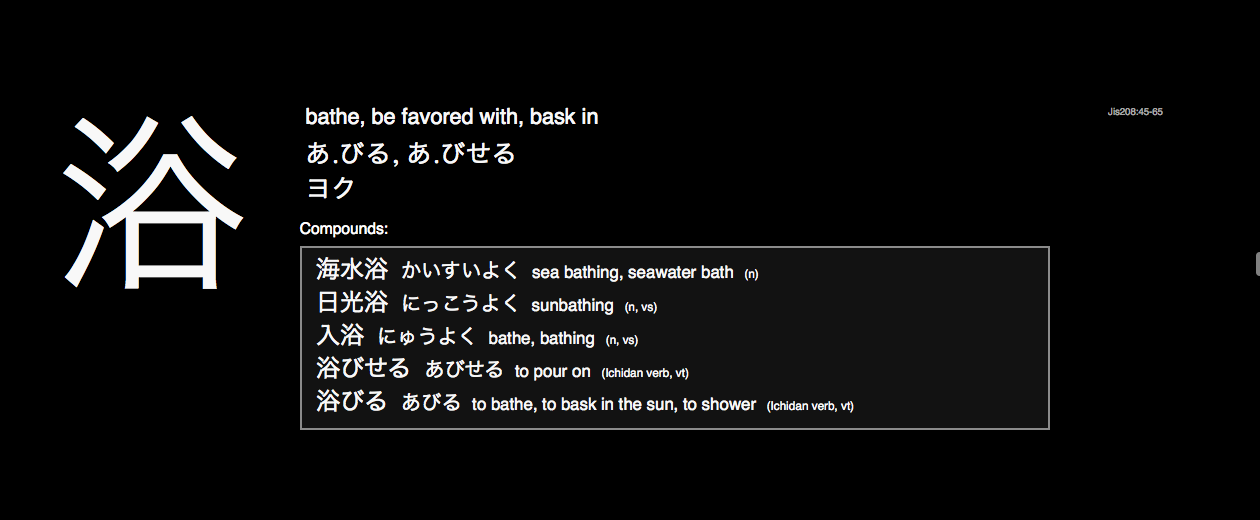 浴
bathe, be favored with, bask in
Jis208:45-65
あ.びる, あ.びせる
ヨク
Compounds:
海水浴 かいすいよく sea bathing, seawater bath (n)
日光浴 にっこうよく sunbathing (n, vs)
入浴 にゅうよく bathe, bathing (n, vs)
浴びせる あびせる to pour on (Ichidan verb, vt)
浴びる あびる to bathe, to bask in the sun, to shower (Ichidan verb, vt)